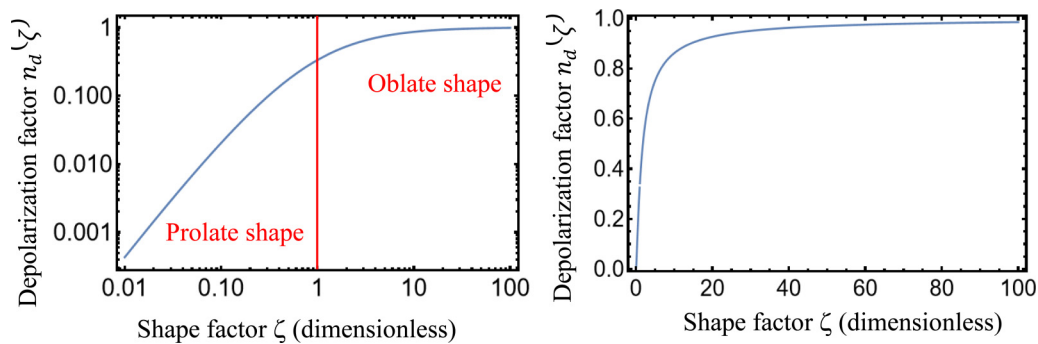 Depolarization factor n_d(ζ)
1
0.100
0.010
0.001
Oblate shape
Prolate shape
0.01 0.10 1 10 100
Shape factor ζ (dimensionless)
Depolarization factor n_d(ζ)
1.0
0.8
0.6
0.4
0.2
0.0
0 20 40 60 80 100
Shape factor ζ (dimensionless)